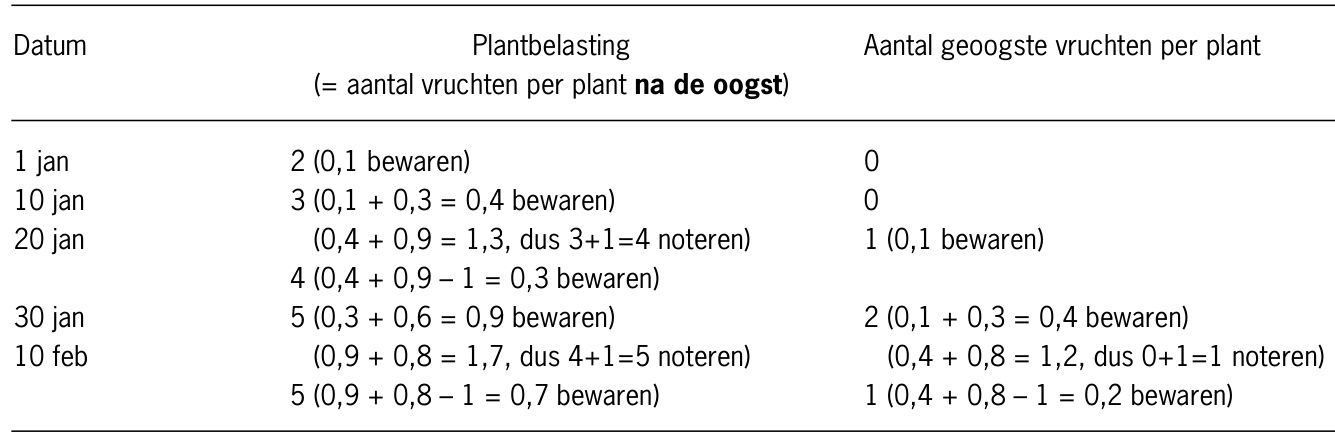 Datum Plantbelasting Aantal geoogste vruchten per plant
(= aantal vruchten per plant na de oogst)
1 jan 2 (0,1 bewaren) 0
10 jan 3 (0,1 + 0,3 = 0,4 bewaren) 0
20 jan (0,4 + 0,9 = 1,3, dus 3+1=4 noteren) 1 (0,1 bewaren)
4 (0,4 + 0,9 – 1 = 0,3 bewaren)
30 jan 5 (0,3 + 0,6 = 0,9 bewaren) 2 (0,1 + 0,3 = 0,4 bewaren)
10 feb (0,9 + 0,8 = 1,7, dus 4+1=5 noteren) (0,4 + 0,8 = 1,2, dus 0+1=1 noteren)
5 (0,9 + 0,8 – 1 = 0,7 bewaren) 1 (0,4 + 0,8 – 1 = 0,2 bewaren)